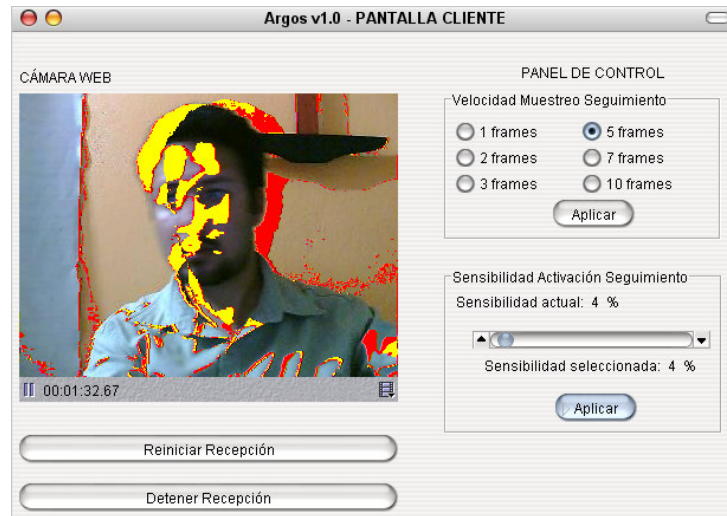 Argos v1.0 - PANTALLA CLIENTE
CÁMARA WEB
00:01:32.67
Reiniciar Recepción
Detener Recepción
PANEL DE CONTROL
Velocidad Muestreo Seguimiento
1 frames
5 frames
2 frames
7 frames
3 frames
10 frames
Aplicar
Sensibilidad Activación Seguimiento
Sensibilidad actual: 4 %
Sensibilidad seleccionada: 4 %
Aplicar